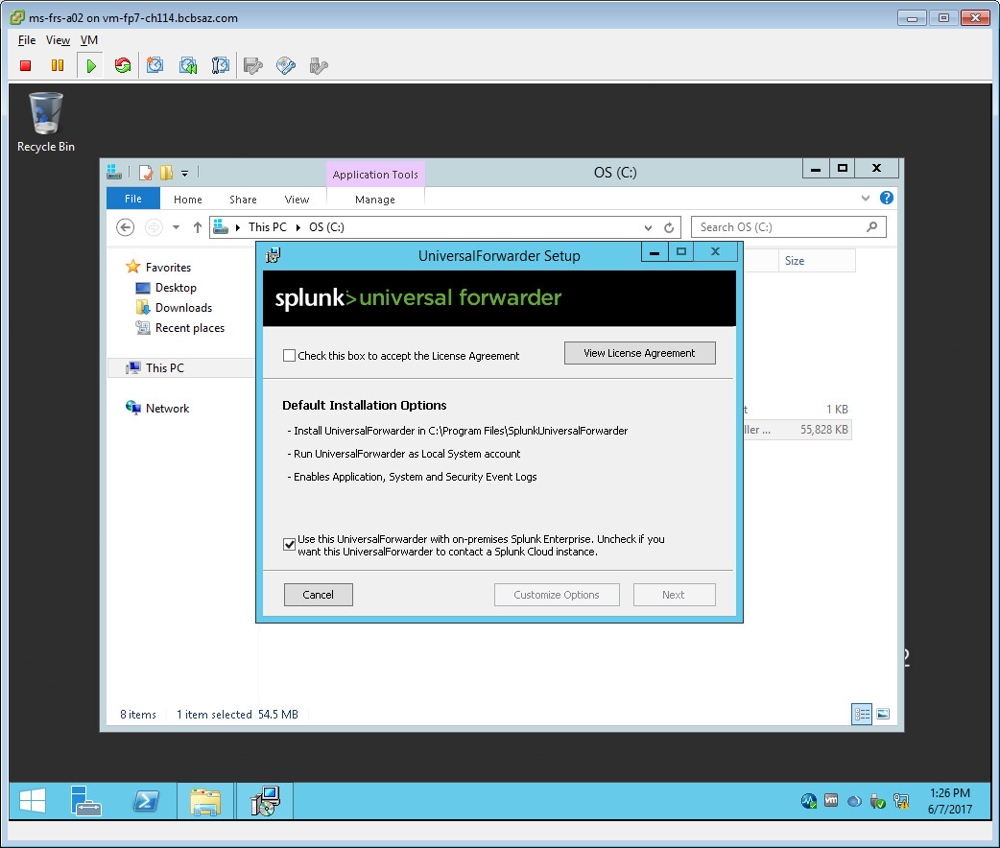 ms-frs-a02 on vm-fp7-ch114.bcbsaz.com
File View VM
Recycle Bin
Application Tools
OS (C:)
File Home Share View Manage
This PC OS (C:)
Search OS (C:)
UniversalForwarder Setup
Size
Favorites
Desktop
Downloads
Recent places
This PC
Network
splunk>universal forwarder
Check this box to accept the License Agreement
View License Agreement
Default Installation Options
- Install UniversalForwarder in C:\Program Files\SplunkUniversalForwarder
- Run UniversalForwarder as Local System account
- Enables Application, System and Security Event Logs
t 1 KB
ller ... 55,828 KB
Use this UniversalForwarder with on-premises Splunk Enterprise. Uncheck if you
want this UniversalForwarder to contact a Splunk Cloud instance.
Cancel Customize Options Next
2
8 items 1 item selected 54.5 MB
vm
1:26 PM
6/7/2017